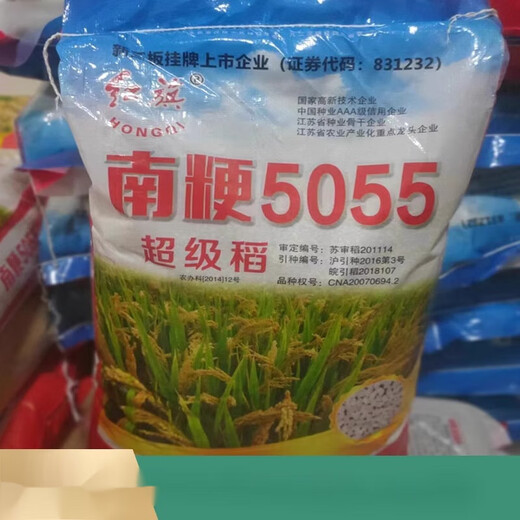 新三板挂牌上市企业（证券代码：831232）
红旗®
HONGQI
国家高新技术企业
中国种业AAA级信用企业
江苏省种业骨干企业
江苏省农业产业化重点龙头企业
南粳5055
超级稻
农办科[2014]12号
审定编号：苏审稻201114
引种编号：沪引种2016第3号
皖引稻2018107
品种权号：CNA20070694.2